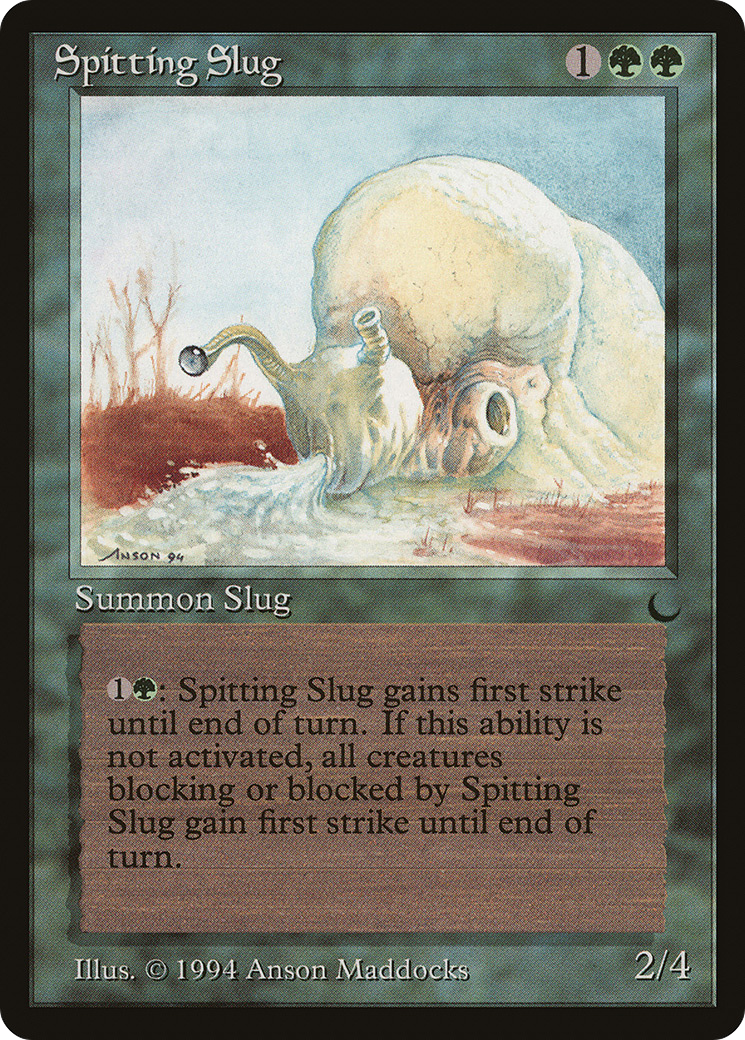 Spitting Slug 1
ANSON 94
Summon Slug
1: Spitting Slug gains first strike
until end of turn. If this ability is
not activated, all creatures
blocking or blocked by Spitting
Slug gain first strike until end of
turn.
Illus. © 1994 Anson Maddocks 2/4